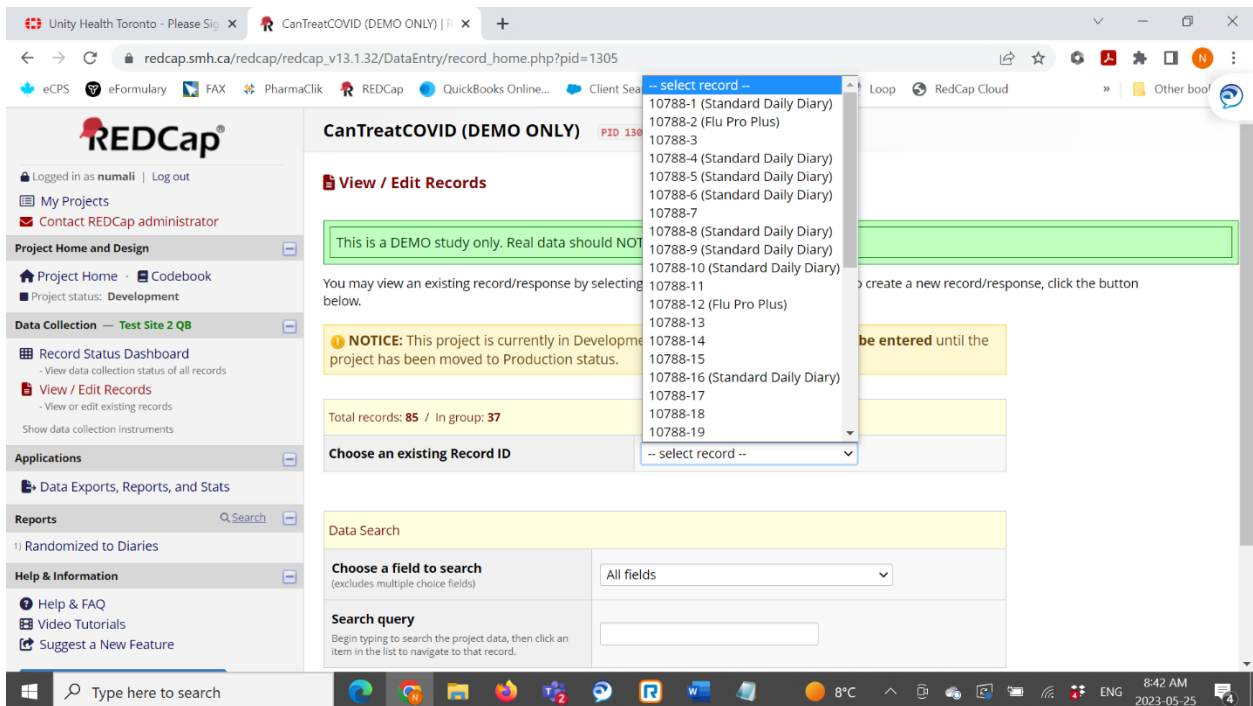 Unity Health Toronto - Please Sig
CanTreatCOVID (DEMO ONLY) | R
redcap.smh.ca/redcap/redcap_v13.1.32/DataEntry/record_home.php?pid=1305
eCPS eFormulary FAX PharmaClik REDCap QuickBooks Online... Client Sea Loop RedCap Cloud » Other boo
REDCap®
Logged in as numali | Log out
My Projects
Contact REDCap administrator
Project Home and Design
Project Home · Codebook
Project status: Development
Data Collection — Test Site 2 QB
Record Status Dashboard
- View data collection status of all records
View / Edit Records
- View or edit existing records
Show data collection instruments
Applications
Data Exports, Reports, and Stats
Reports Search
1) Randomized to Diaries
Help & Information
Help & FAQ
Video Tutorials
Suggest a New Feature
CanTreatCOVID (DEMO ONLY) PID 130
View / Edit Records
This is a DEMO study only. Real data should NOT
You may view an existing record/response by selecting o create a new record/response, click the button
below.
NOTICE: This project is currently in Developme be entered until the
project has been moved to Production status.
Total records: 85 / In group: 37
Choose an existing Record ID
-- select record --
-- select record --
10788-1 (Standard Daily Diary)
10788-2 (Flu Pro Plus)
10788-3
10788-4 (Standard Daily Diary)
10788-5 (Standard Daily Diary)
10788-6 (Standard Daily Diary)
10788-7
10788-8 (Standard Daily Diary)
10788-9 (Standard Daily Diary)
10788-10 (Standard Daily Diary)
10788-11
10788-12 (Flu Pro Plus)
10788-13
10788-14
10788-15
10788-16 (Standard Daily Diary)
10788-17
10788-18
10788-19
Data Search
Choose a field to search
(excludes multiple choice fields)
All fields
Search query
Begin typing to search the project data, then click an
item in the list to navigate to that record.
Type here to search
8°C
ENG
8:42 AM
2023-05-25